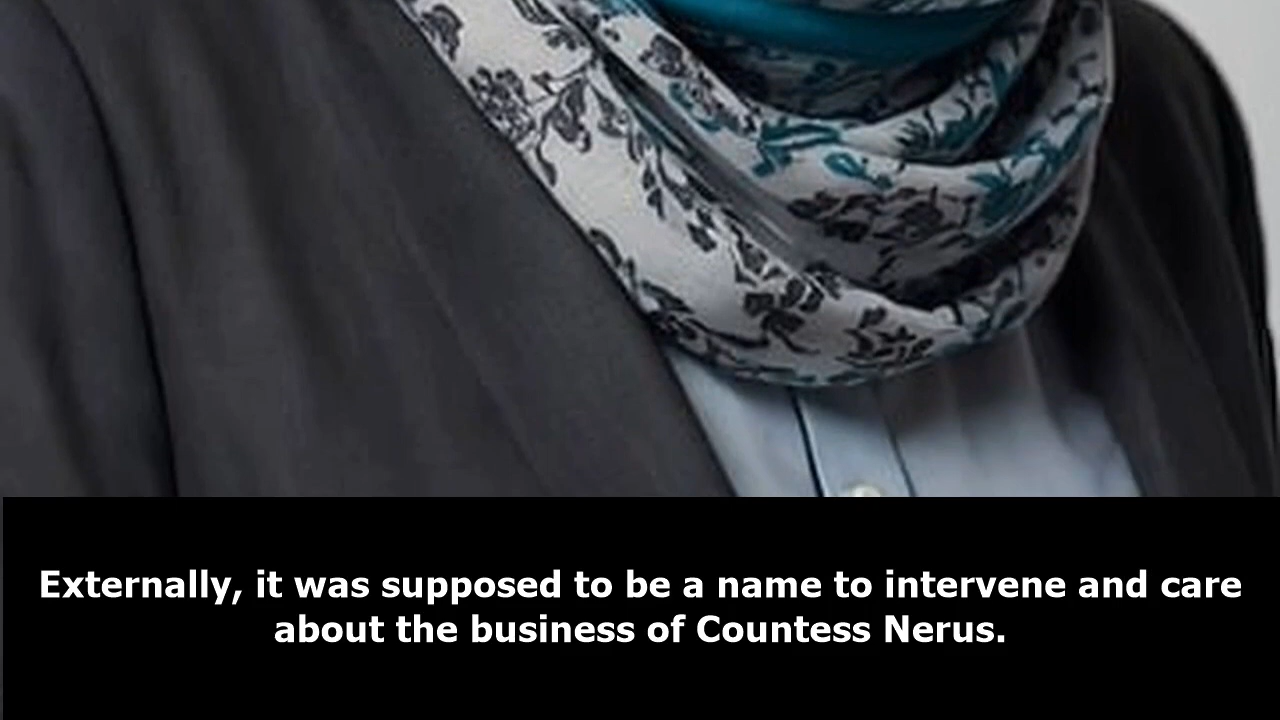 Externally, it was supposed to be a name to intervene and care
about the business of Countess Nerus.